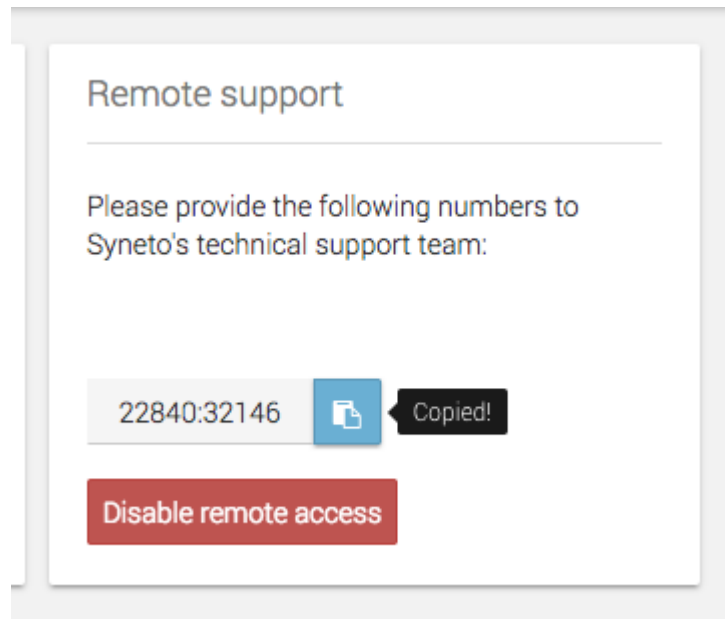 Remote support
Please provide the following numbers to
Syneto's technical support team:
22840:32146
Copied!
Disable remote access